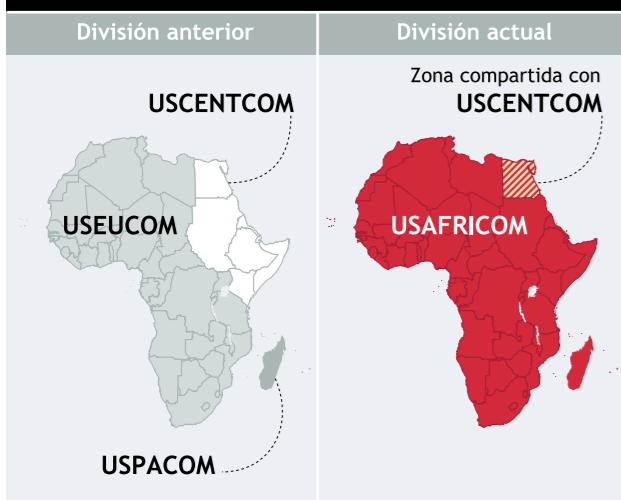 División anterior
USCENTCOM
USEUCOM
USPACOM
División actual
Zona compartida con
USCENTCOM
USAFRICOM